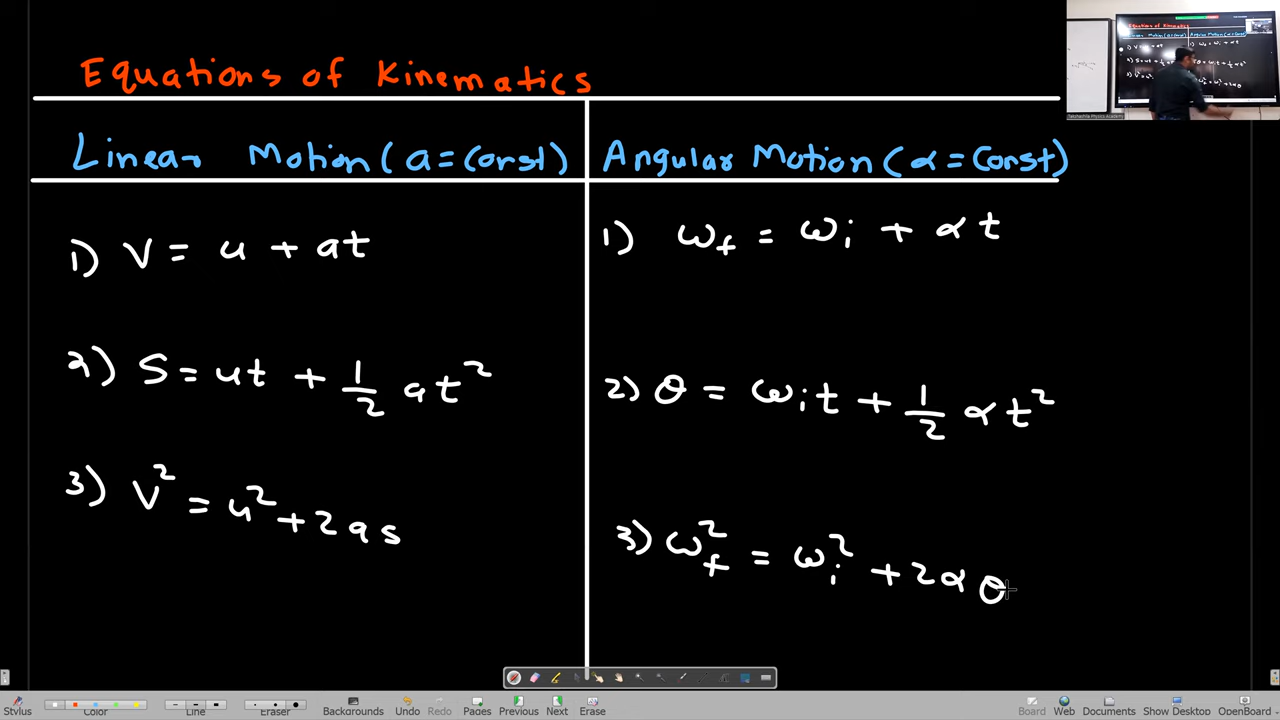 Equations of Kinematics
Linear Motion (a = Const)
1) V = u + at
2) S = ut + 1/2 at²
3) V² = u² + 2as
Angular Motion (α = Const)
1) ωf = ωi + αt
2) θ = ωit + 1/2 αt²
3) ωf² = ωi² + 2αθ
Stylus
Color
Line
Eraser
Backgrounds
Undo
Redo
Pages
Previous
Next
Erase
Board
Web
Documents
Show Desktop
OpenBoard